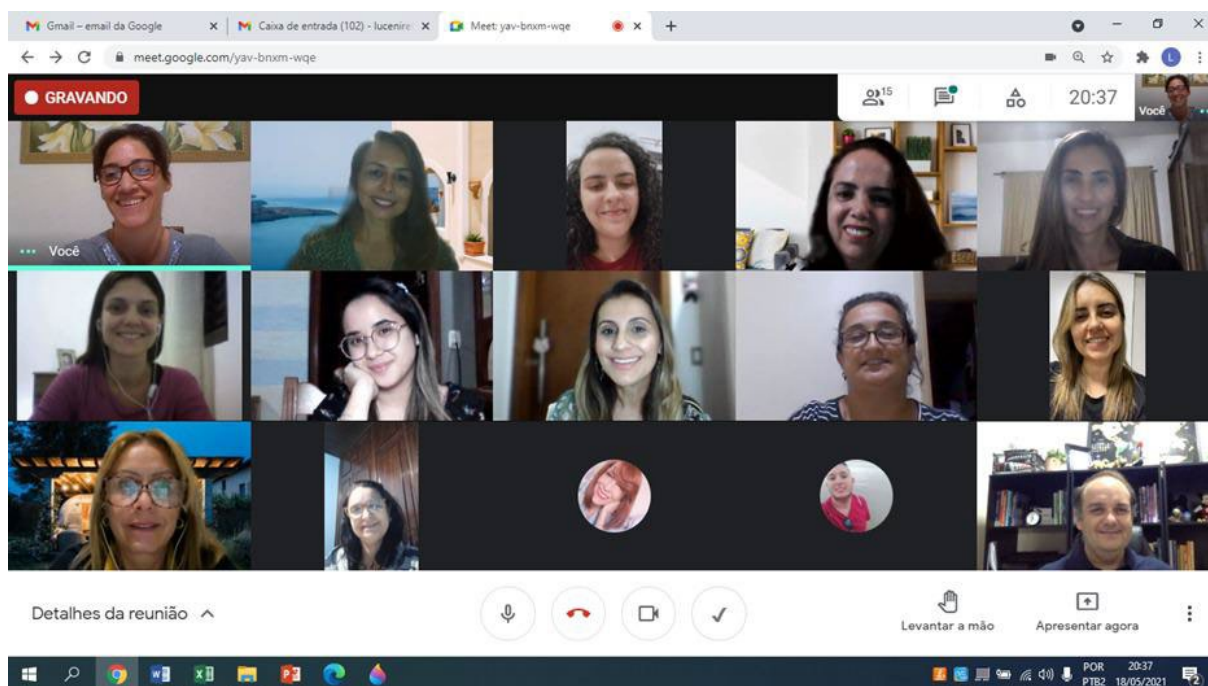 Gmail – email da Google
Caixa de entrada (102) - lucenire
Meet: yav-bnxm-wqe
meet.google.com/yav-bnxm-wqe
L
GRAVANDO
15
20:37
Você
Você
Detalhes da reunião
Levantar a mão
Apresentar agora
POR
PTB2
20:37
18/05/2021
2